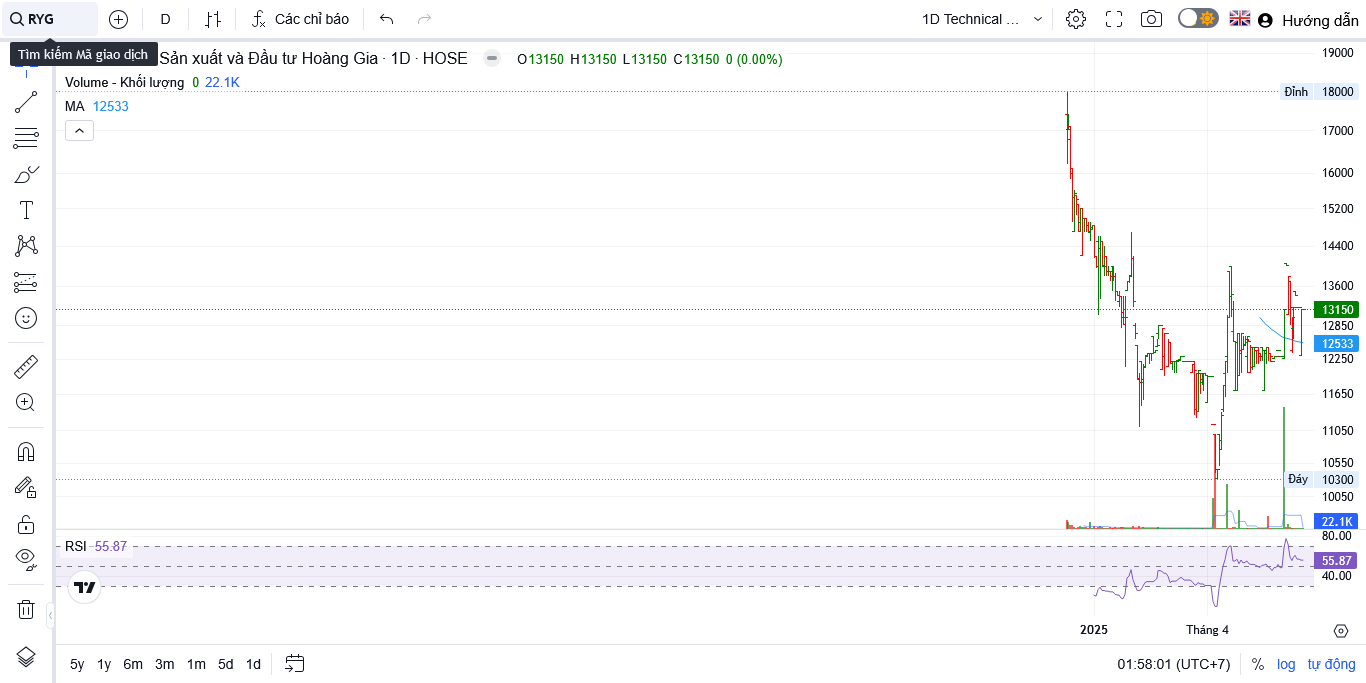 RYG
D
Các chỉ báo
1D Technical ...
Hướng dẫn
Tìm kiếm Mã giao dịch
Sản xuất và Đầu tư Hoàng Gia · 1D · HOSE
O13150 H13150 L13150 C13150 0 (0.00%)
Volume - Khối lượng 0 22.1K
MA 12533
19000
Đỉnh 18000
17000
16000
15200
14400
13600
13150
12850
12533
12250
11650
11050
10550
Đáy 10300
10050
22.1K
80.00
RSI 55.87
55.87
40.00
2025
Tháng 4
5y 1y 6m 3m 1m 5d 1d
01:58:01 (UTC+7)
% log tự động